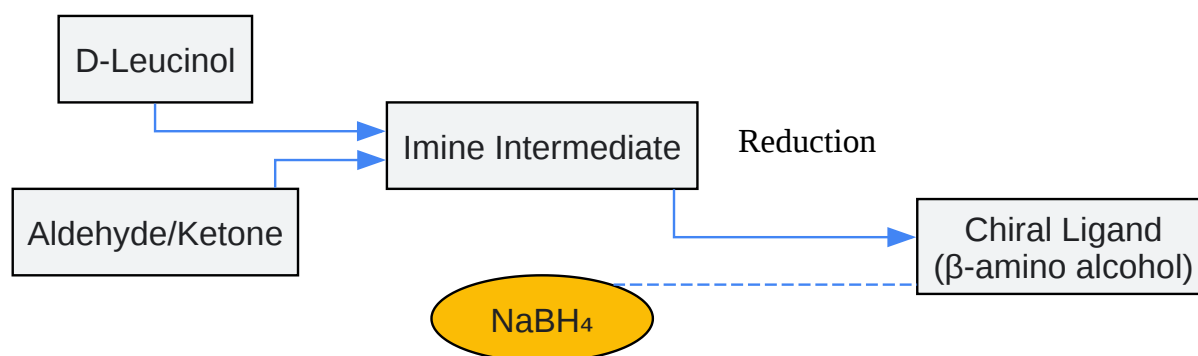 D-Leucinol
Aldehyde/Ketone
Imine Intermediate
Reduction
Chiral Ligand
(β-amino alcohol)
NaBH₄